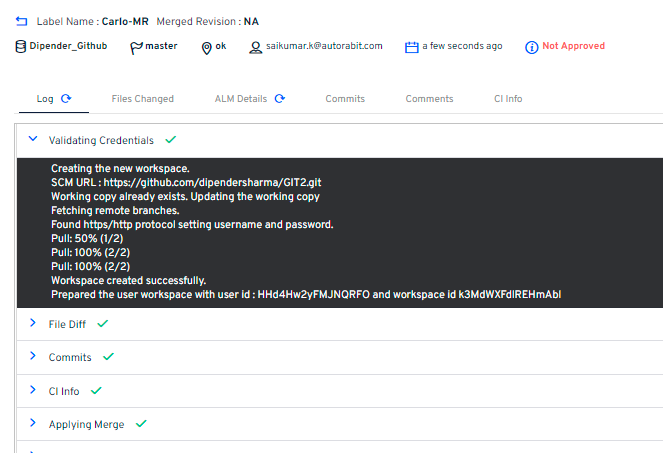 Label Name : Carlo-MR Merged Revision : NA
Dipender_Github master ok saikumar.k@autorabit.com a few seconds ago Not Approved
Log Files Changed ALM Details Commits Comments CI Info
Validating Credentials
Creating the new workspace.
SCM URL : https://github.com/dipendersharma/GIT2.git
Working copy already exists. Updating the working copy
Fetching remote branches.
Found https/http protocol setting username and password.
Pull: 50% (1/2)
Pull: 100% (2/2)
Pull: 100% (2/2)
Workspace created successfully.
Prepared the user workspace with user id : HHd4Hw2yFMJNQRFO and workspace id k3MdWXFdIREHmAbI
File Diff
Commits
CI Info
Applying Merge